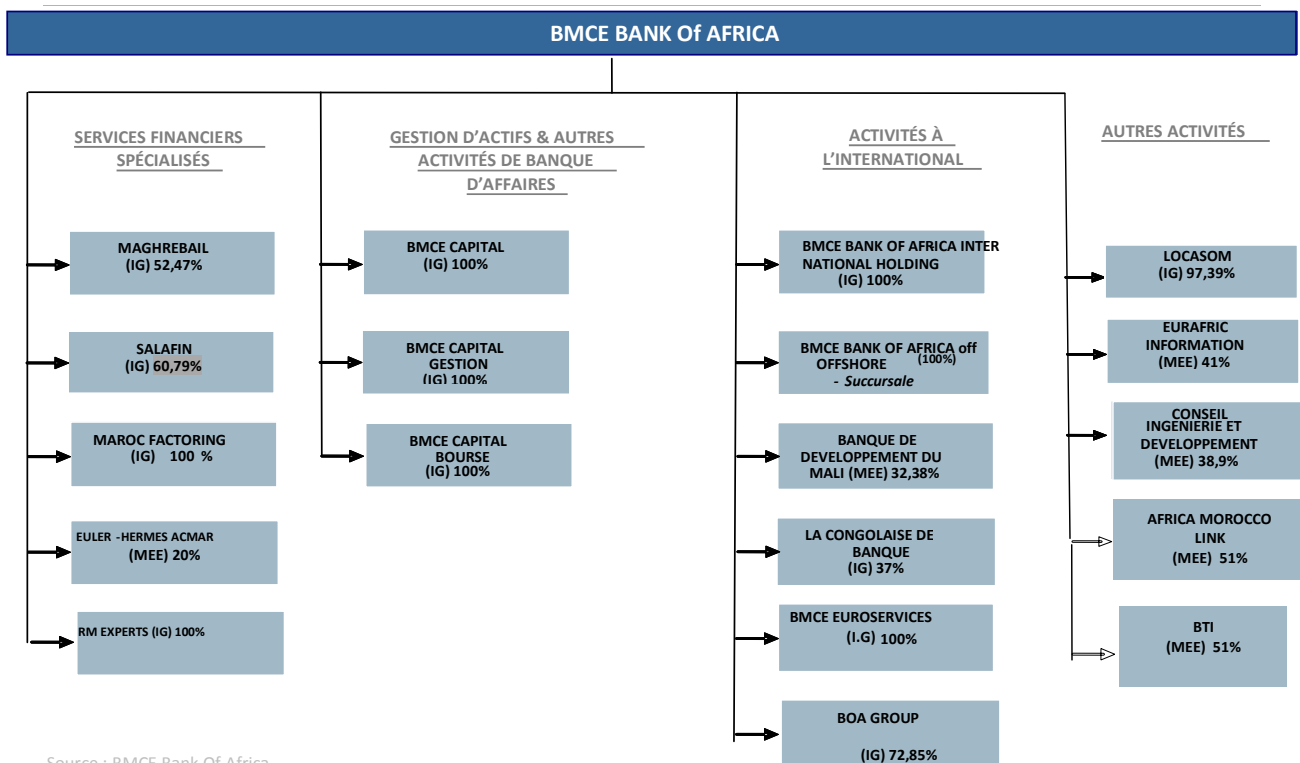 BMCE BANK Of AFRICA
SERVICES FINANCIERS
SPÉCIALISÉS
MAGHREBAIL
(IG) 52,47%
SALAFIN
(IG) 60,79%
MAROC FACTORING
(IG) 100 %
EULER -HERMES ACMAR
(MEE) 20%
RM EXPERTS (IG) 100%
GESTION D’ACTIFS & AUTRES
ACTIVITÉS DE BANQUE
D’AFFAIRES
BMCE CAPITAL
(IG) 100%
BMCE CAPITAL
GESTION
(IG) 100%
BMCE CAPITAL
BOURSE
(IG) 100%
ACTIVITÉS À
L’INTERNATIONAL
BMCE BANK OF AFRICA INTER
NATIONAL HOLDING
(IG) 100%
BMCE BANK OF AFRICA off
OFFSHORE (100%)
- Succursale
BANQUE DE
DEVELOPPEMENT DU
MALI (MEE) 32,38%
LA CONGOLAISE DE
BANQUE
(IG) 37%
BMCE EUROSERVICES
(I.G) 100%
BOA GROUP
(IG) 72,85%
AUTRES ACTIVITÉS
LOCASOM
(IG) 97,39%
EURAFRIC
INFORMATION
(MEE) 41%
CONSEIL
INGENIERIE ET
DEVELOPPEMENT
(MEE) 38,9%
AFRICA MOROCCO
LINK
(MEE) 51%
BTI
(MEE) 51%
Source : BMCE Bank Of Africa